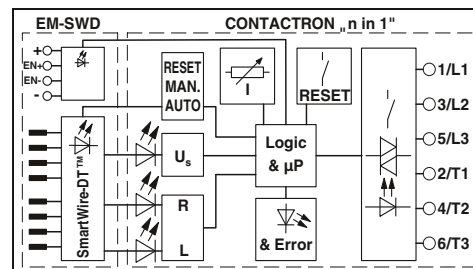 EM-SWD
CONTACTRON „n in 1"
+
EN+
EN-
-
RESET
MAN.
AUTO
I
RESET
1/L1
3/L2
5/L3
2/T1
4/T2
6/T3
SmartWire-DT™
Us
R
L
Logic
& µP
& Error